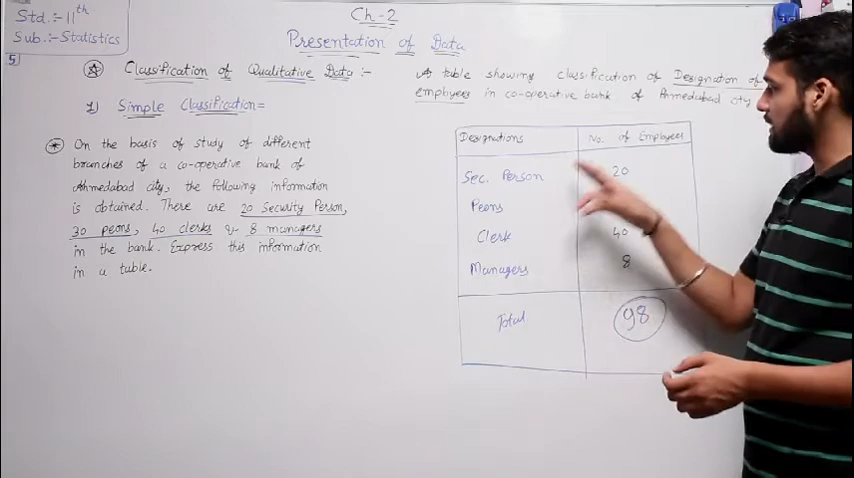 Std.:- 11th
Sub.:- Statistics
5
Ch-2
Presentation of Data
Classification of Qualitative Data :-
1) Simple Classification =
On the basis of study of different
branches of a co-operative bank of
Ahmedabad city, the following information
is obtained. There are 20 Security Person,
30 peons, 40 clerks & 8 managers
in the bank. Express this information
in a table.
A table showing classification of Designation of
employees in co-operative bank of Ahmedabad city
Designations No. of Employees
Sec. Person 20
Peons
Clerk 40
Managers 8
Total 98